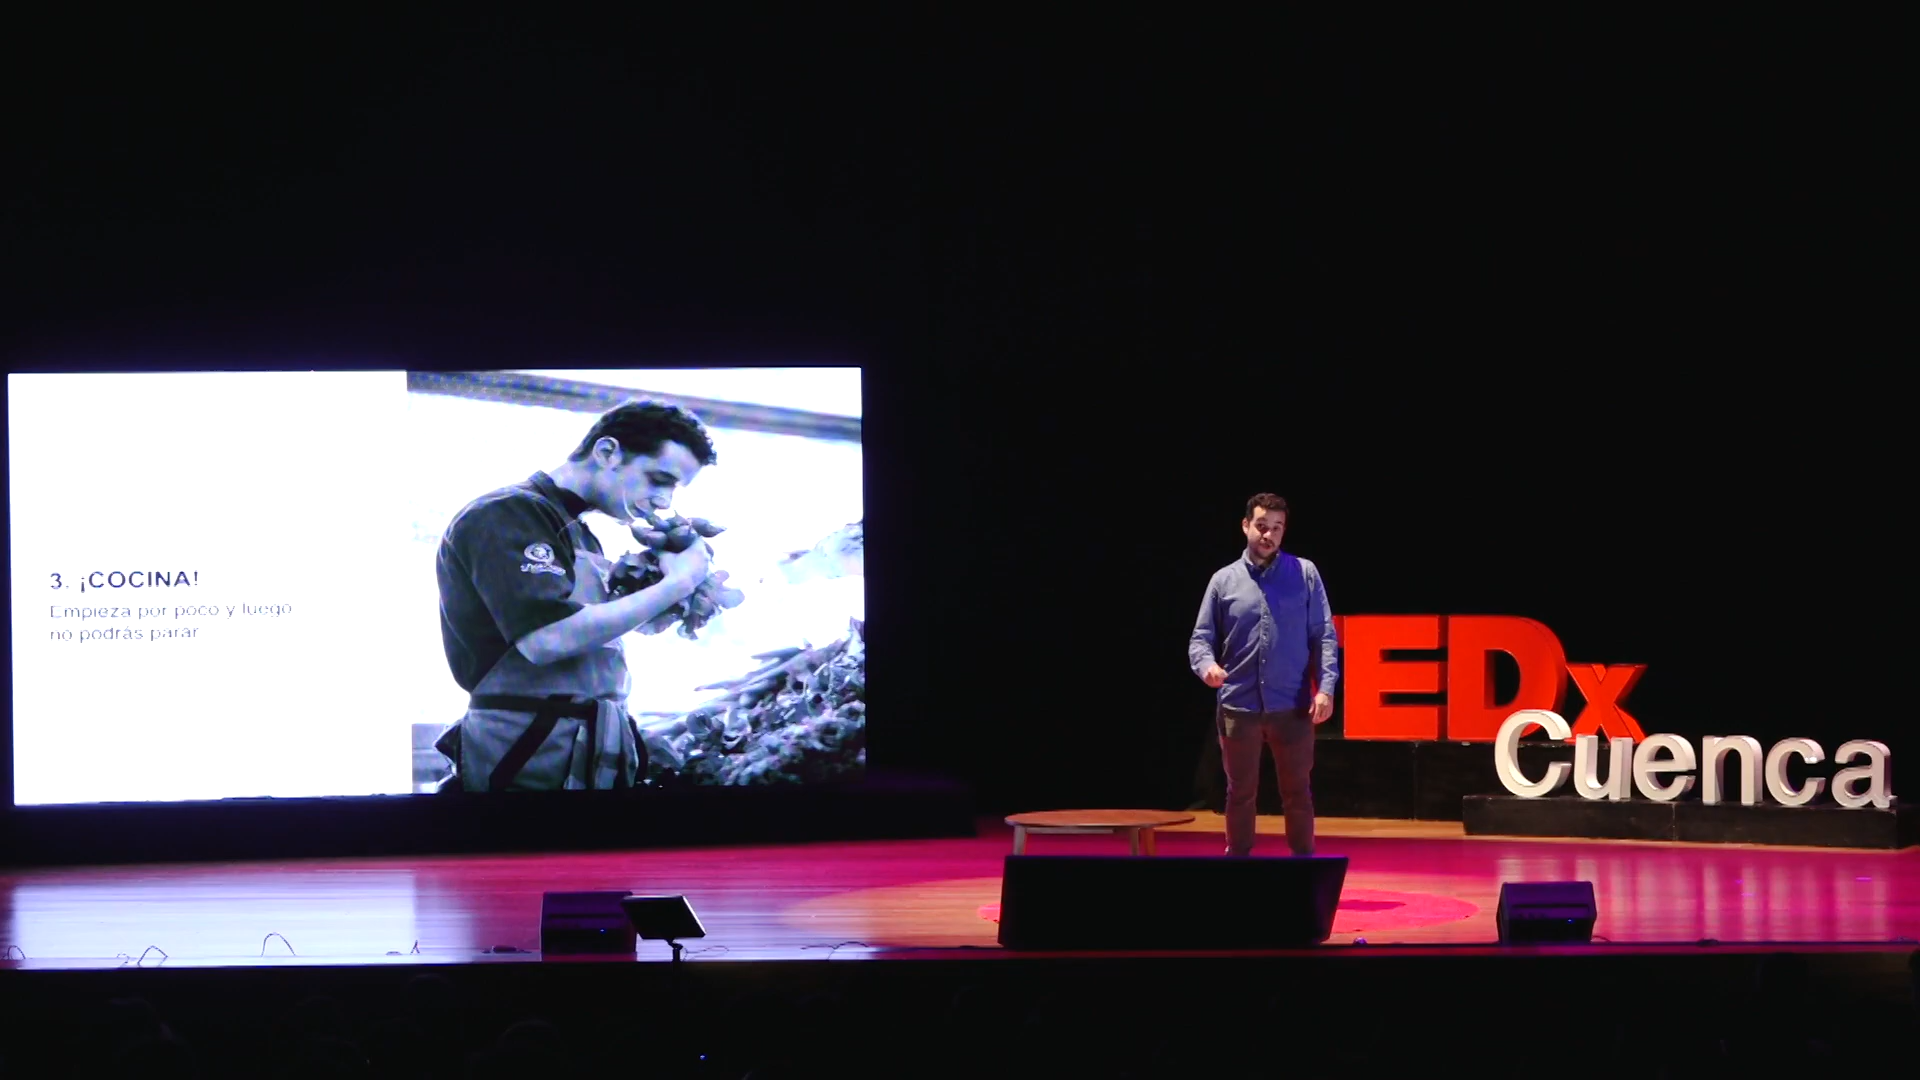 3. ¡COCINA!
Empieza por poco y luego
no podrás parar
TEDx
Cuenca